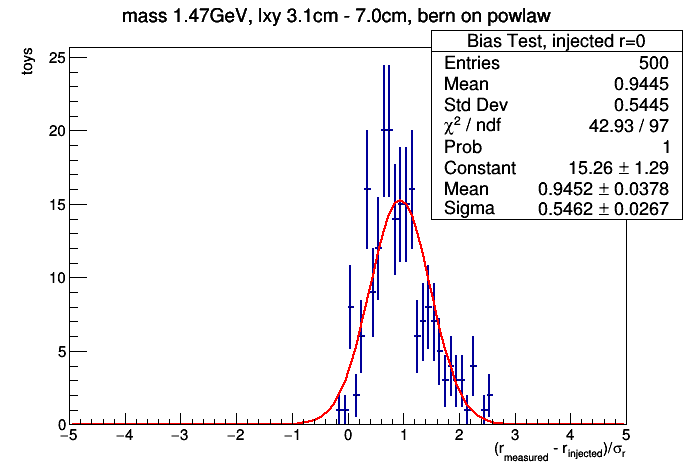 mass 1.47GeV, lxy 3.1cm - 7.0cm, bern on powlaw
Bias Test, injected r=0
Entries 500
Mean 0.9445
Std Dev 0.5445
χ² / ndf 42.93 / 97
Prob 1
Constant 15.26 ± 1.29
Mean 0.9452 ± 0.0378
Sigma 0.5462 ± 0.0267
toys
25
20
15
10
5
0
−5 −4 −3 −2 −1 0 1 2 3 4 5
(r_measured - r_injected)/σ_r